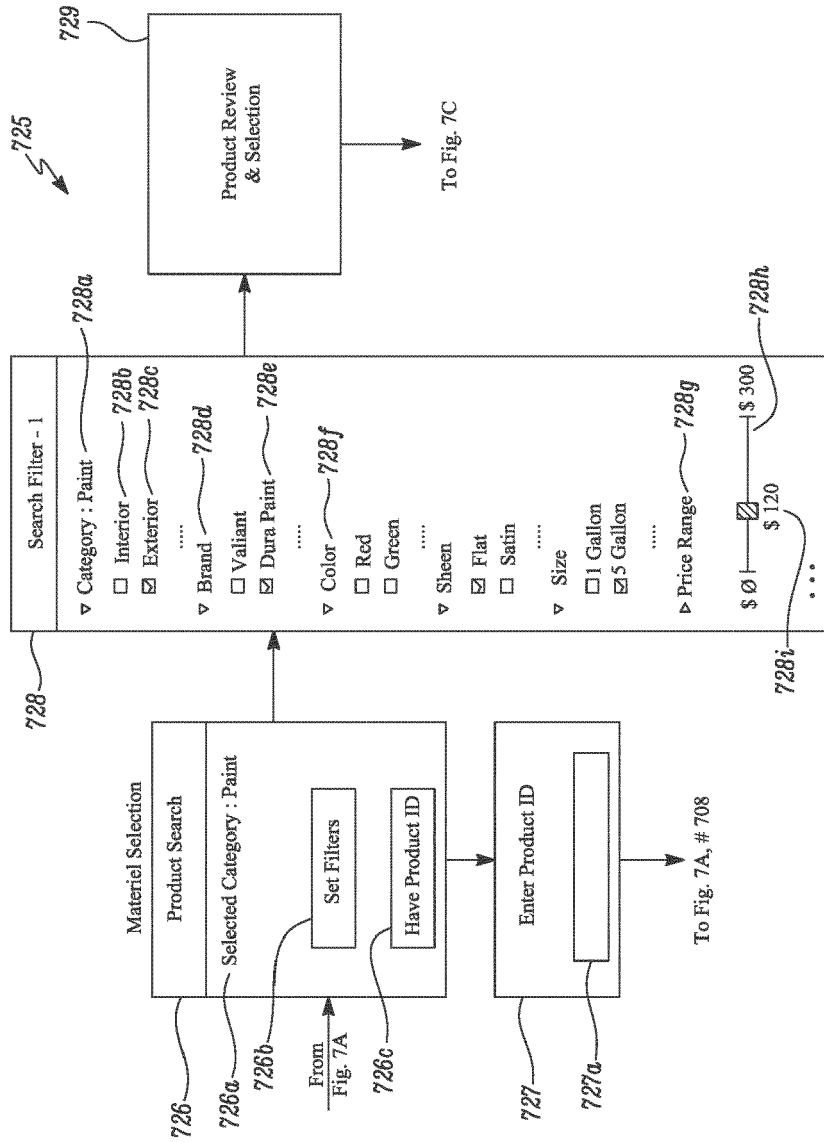 725
Materiel Selection
726
Product Search
726a
Selected Category : Paint
726b
Set Filters
726c
Have Product ID
From
Fig. 7A
727
Enter Product ID
727a
To Fig. 7A, # 708
728
Search Filter - 1
▿ Category : Paint 728a
☐ Interior 728b
☑ Exterior 728c
.....
▿ Brand 728d
☐ Valiant
☑ Dura Paint 728e
.....
▿ Color 728f
☐ Red
☐ Green
.....
▿ Sheen
☑ Flat
☐ Satin
.....
▿ Size
☐ 1 Gallon
☑ 5 Gallon
.....
▹ Price Range 728g
$ Ø $ 300
728h
$ 120
728i
• • •
729
Product Review
& Selection
To Fig. 7C